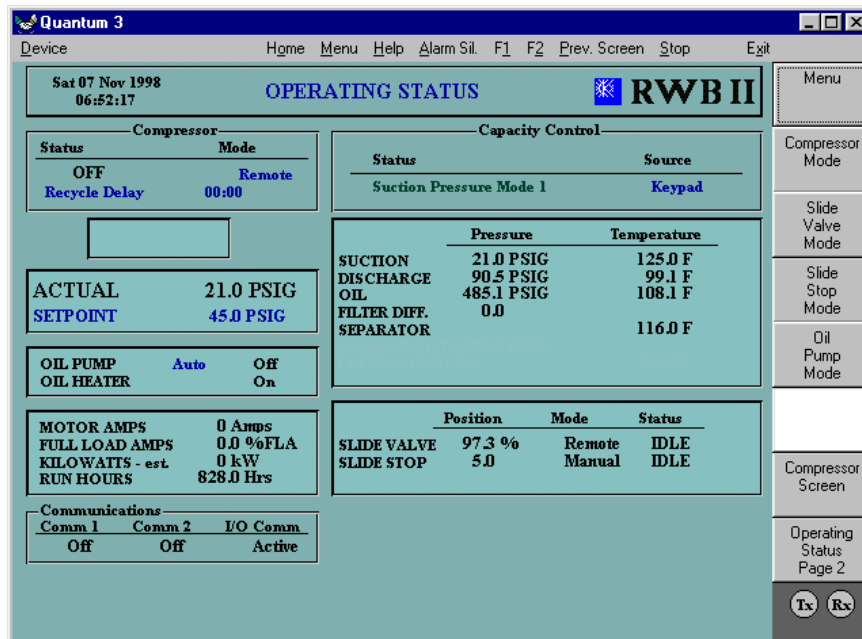 Quantum 3
Device Home Menu Help Alarm Sil. F1 F2 Prev. Screen Stop Exit
Sat 07 Nov 1998
06:52:17
OPERATING STATUS
RWB II
Compressor
Status Mode
OFF Remote
Recycle Delay 00:00
Capacity Control
Status Source
Suction Pressure Mode 1 Keypad
ACTUAL 21.0 PSIG
SETPOINT 45.0 PSIG
Pressure Temperature
SUCTION 21.0 PSIG 125.0 F
DISCHARGE 90.5 PSIG 99.1 F
OIL 485.1 PSIG 108.1 F
FILTER DIFF. 0.0
SEPARATOR 116.0 F
OIL PUMP Auto Off
OIL HEATER On
MOTOR AMPS 0 Amps
FULL LOAD AMPS 0.0 %FLA
KILOWATTS - est. 0 kW
RUN HOURS 828.0 Hrs
Position Mode Status
SLIDE VALVE 97.3 % Remote IDLE
SLIDE STOP 5.0 Manual IDLE
Communications
Comm 1 Comm 2 I/O Comm
Off Off Active
Menu
Compressor
Mode
Slide
Valve
Mode
Slide
Stop
Mode
Oil
Pump
Mode
Compressor
Screen
Operating
Status
Page 2
Tx Rx